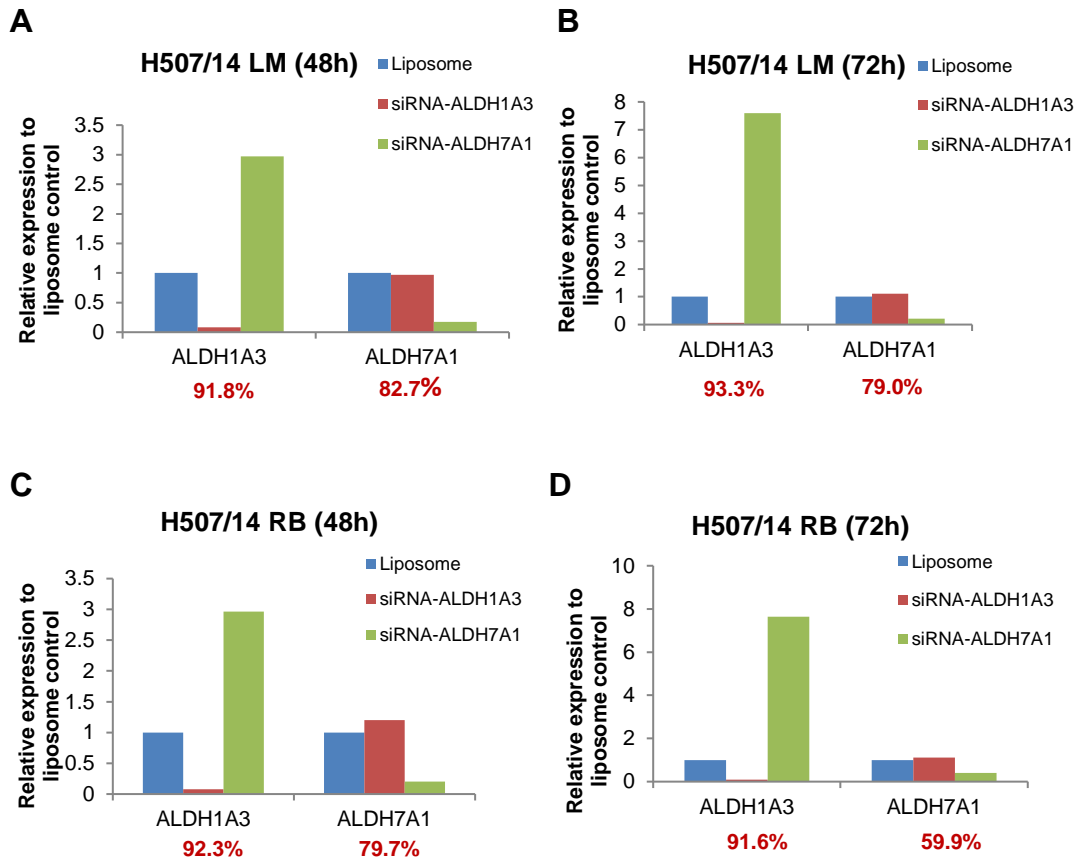 A
H507/14 LM (48h)
Liposome
siRNA-ALDH1A3
siRNA-ALDH7A1
Relative expression to
liposome control
3.5
3
2.5
2
1.5
1
0.5
0
ALDH1A3
ALDH7A1
91.8%
82.7%
B
H507/14 LM (72h)
Liposome
siRNA-ALDH1A3
siRNA-ALDH7A1
Relative expression to
liposome control
8
7
6
5
4
3
2
1
0
ALDH1A3
ALDH7A1
93.3%
79.0%
C
H507/14 RB (48h)
Liposome
siRNA-ALDH1A3
siRNA-ALDH7A1
Relative expression to
liposome control
3.5
3
2.5
2
1.5
1
0.5
0
ALDH1A3
ALDH7A1
92.3%
79.7%
D
H507/14 RB (72h)
Liposome
siRNA-ALDH1A3
siRNA-ALDH7A1
Relative expression to
liposome control
10
8
6
4
2
0
ALDH1A3
ALDH7A1
91.6%
59.9%